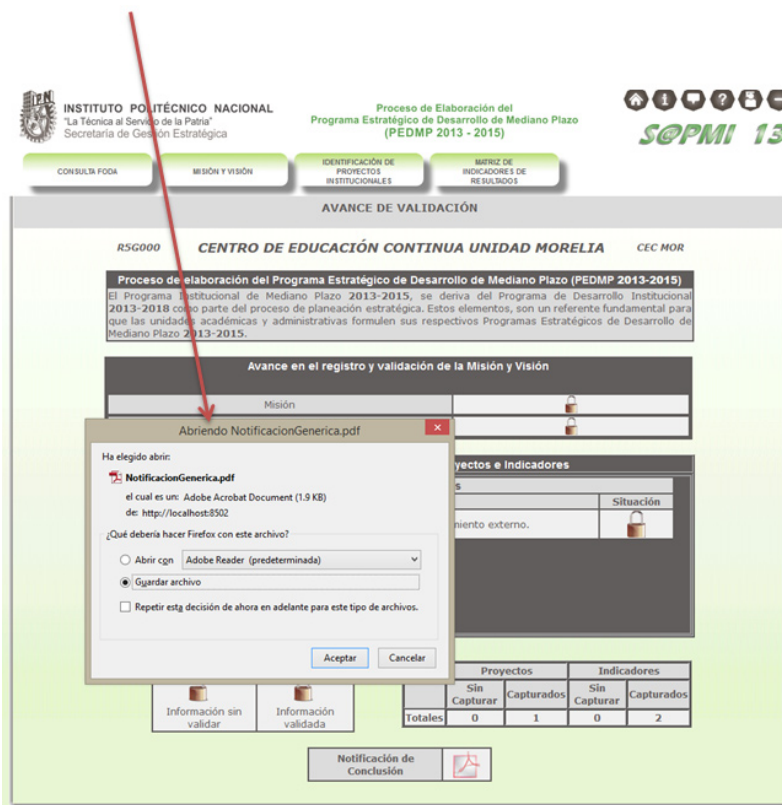 INSTITUTO POLITÉCNICO NACIONAL
"La Técnica al Servicio de la Patria"
Secretaría de Gestión Estratégica
Proceso de Elaboración del
Programa Estratégico de Desarrollo de Mediano Plazo
(PEDMP 2013 - 2015)
S@PMI 13
CONSULTA FODA
MISIÓN Y VISIÓN
IDENTIFICACIÓN DE
PROYECTOS
INSTITUCIONALES
MATRIZ DE
INDICADORES DE
RESULTADOS
AVANCE DE VALIDACIÓN
R5G000 CENTRO DE EDUCACIÓN CONTINUA UNIDAD MORELIA CEC MOR
Proceso de elaboración del Programa Estratégico de Desarrollo de Mediano Plazo (PEDMP 2013-2015)
El Programa Institucional de Mediano Plazo 2013-2015, se deriva del Programa de Desarrollo Institucional
2013-2018 como parte del proceso de planeación estratégica. Estos elementos, son un referente fundamental para
que las unidades académicas y administrativas formulen sus respectivos Programas Estratégicos de Desarrollo de
Mediano Plazo 2013-2015.
Avance en el registro y validación de la Misión y Visión
Misión
Abriendo NotificacionGenerica.pdf
Ha elegido abrir:
NotificacionGenerica.pdf
el cual es un: Adobe Acrobat Document (1.9 KB)
de: http://localhost:8502
¿Qué debería hacer Firefox con este archivo?
Abrir con Adobe Reader (predeterminada)
Guardar archivo
Repetir esta decisión de ahora en adelante para este tipo de archivos.
Aceptar Cancelar
yectos e Indicadores
s
Situación
miento externo.
Información sin
validar
Información
validada
Proyectos Indicadores
Sin
Capturar Capturados Sin
Capturar Capturados
Totales 0 1 0 2
Notificación de
Conclusión